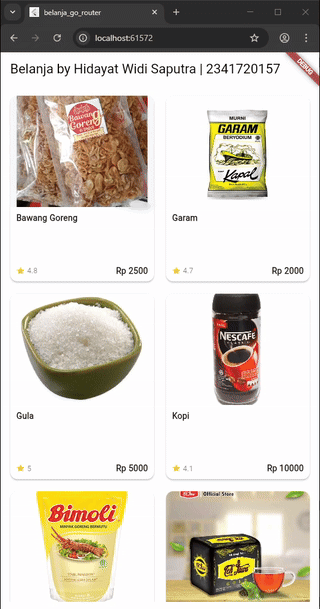 belanja_go_router
localhost:61572
Belanja by Hidayat Widi Saputra | 2341720157
DEBUG
Bawang
Goreng
MURNI
GARAM
BERYODIUM
Kapal
Bawang Goreng
Garam
4.8
Rp 2500
4.7
Rp 2000
NESCAFE
CLASSIC
Gula
Kopi
5
Rp 5000
4.1
Rp 10000
Bimoli
MINYAK GORENG BERMUTU
Official Store